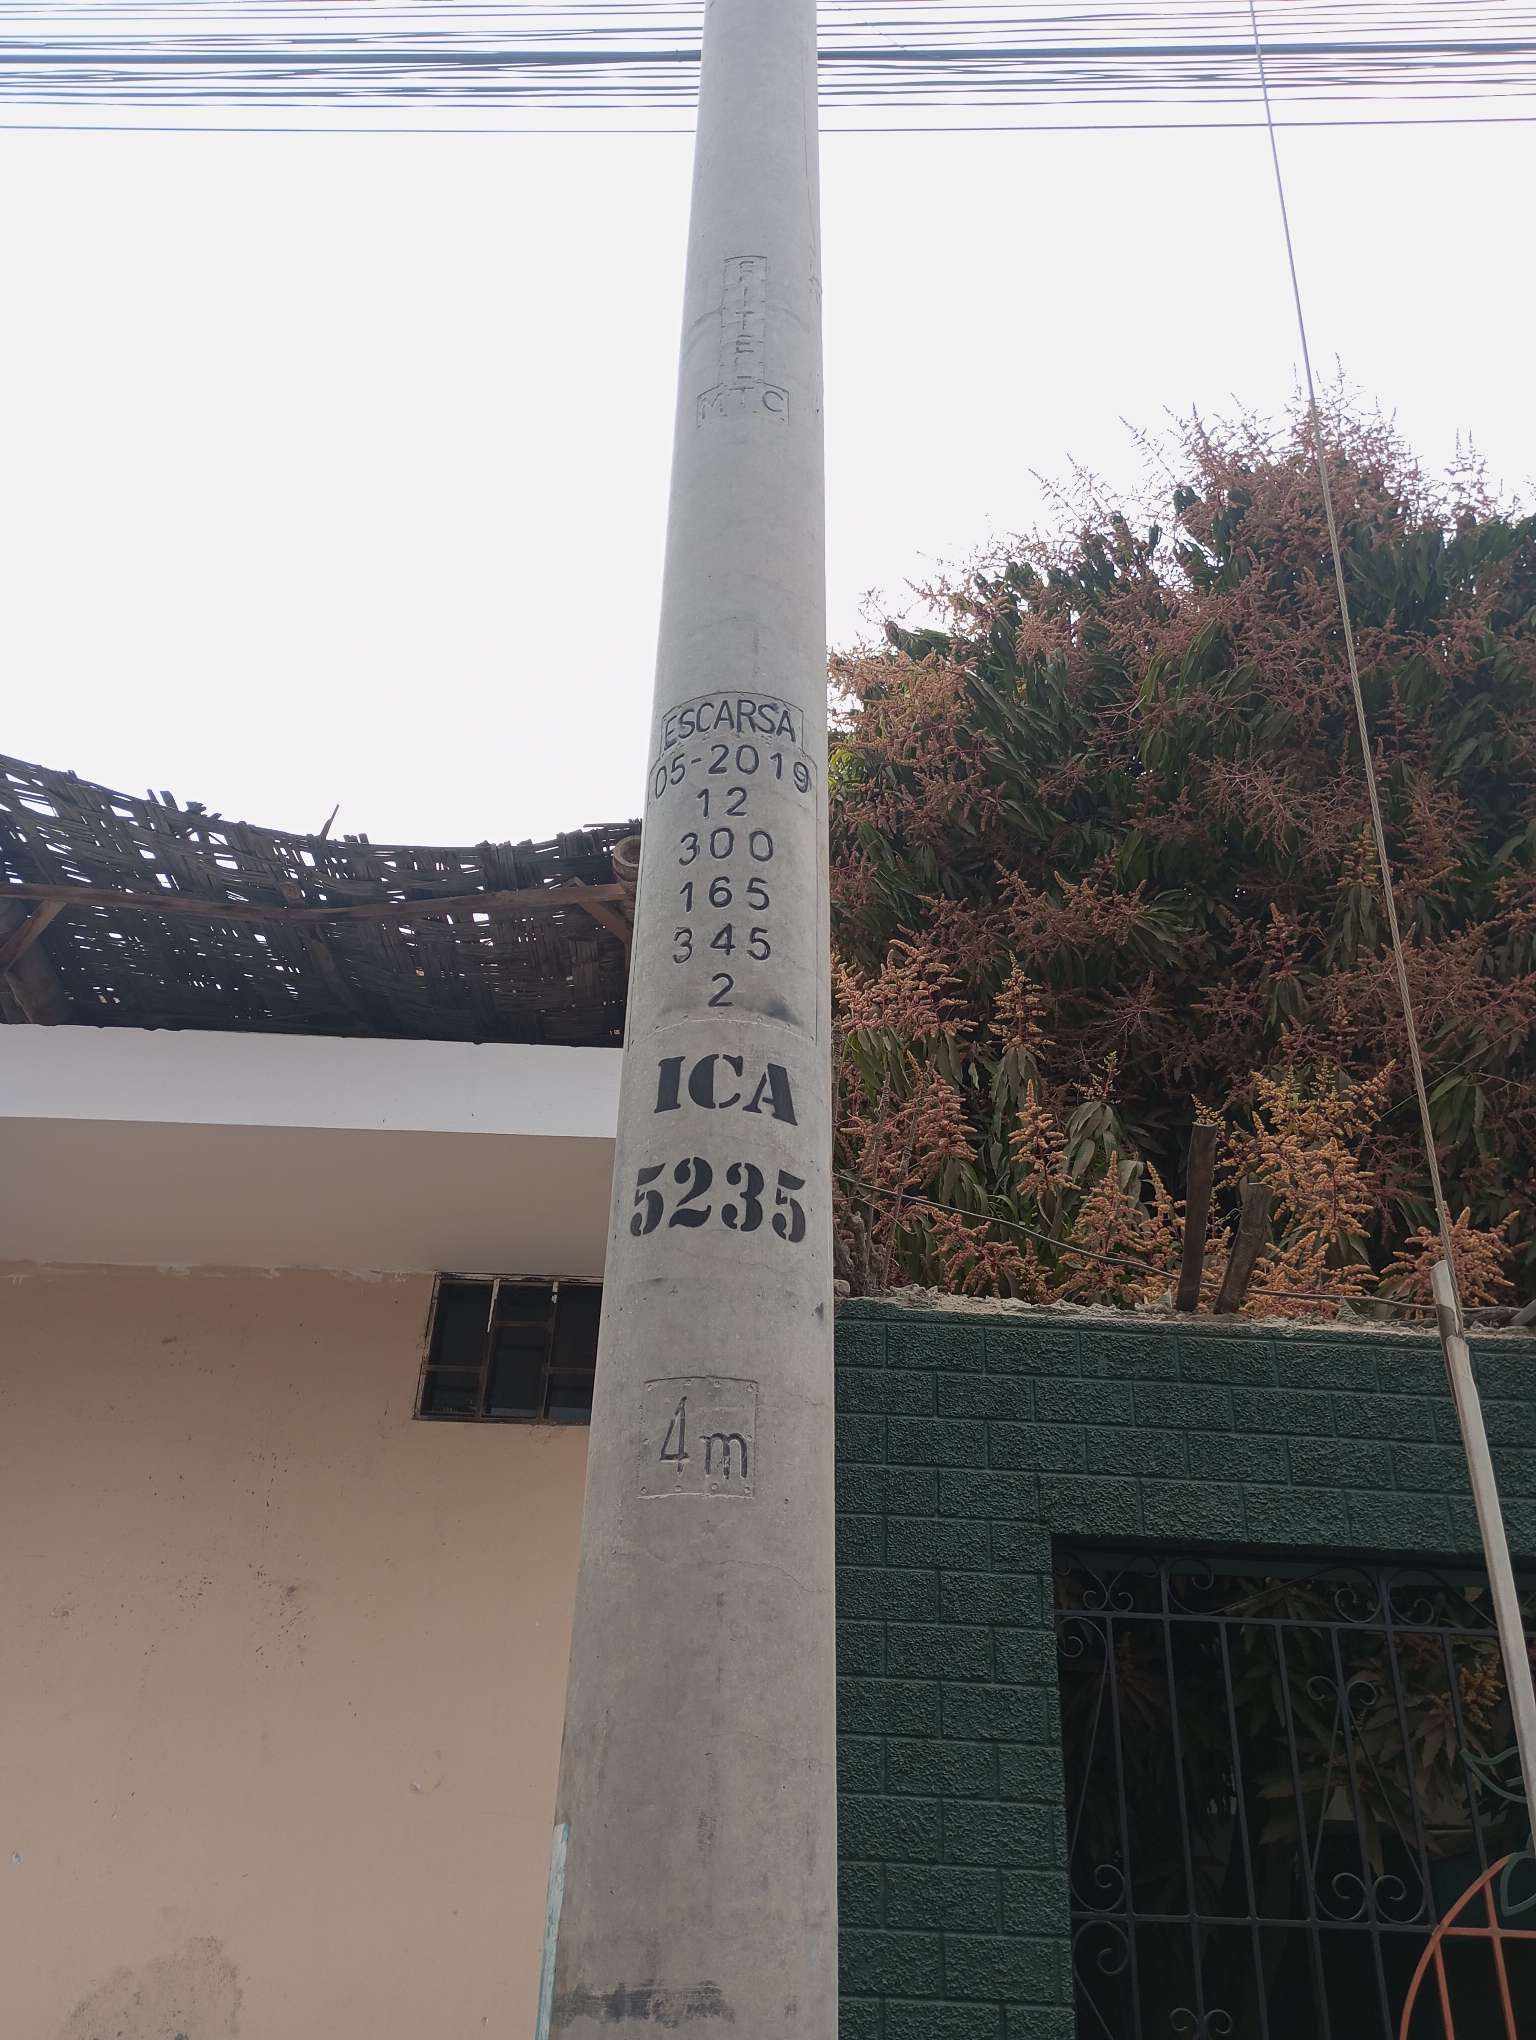 FITEL
MTC
ESCARSA
05-2019
12
300
165
345
2
ICA
5235
4m